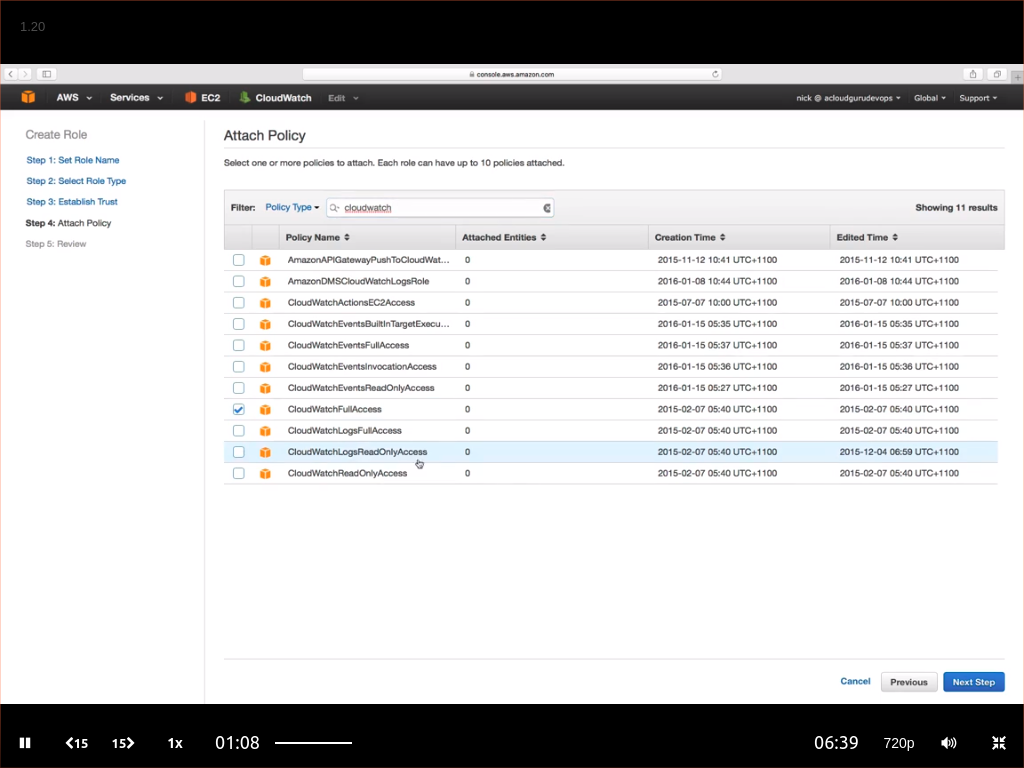 1.20
console.aws.amazon.com
AWS Services EC2 CloudWatch Edit nick @ acloudgurudevops Global Support
Create Role
Step 1: Set Role Name
Step 2: Select Role Type
Step 3: Establish Trust
Step 4: Attach Policy
Step 5: Review
Attach Policy
Select one or more policies to attach. Each role can have up to 10 policies attached.
Filter: Policy Type cloudwatch Showing 11 results
Policy Name Attached Entities Creation Time Edited Time
AmazonAPIGatewayPushToCloudWat... 0 2015-11-12 10:41 UTC+1100 2015-11-12 10:41 UTC+1100
AmazonDMSCloudWatchLogsRole 0 2016-01-08 10:44 UTC+1100 2016-01-08 10:44 UTC+1100
CloudWatchActionsEC2Access 0 2015-07-07 10:00 UTC+1100 2015-07-07 10:00 UTC+1100
CloudWatchEventsBuiltInTargetExecu... 0 2016-01-15 05:35 UTC+1100 2016-01-15 05:35 UTC+1100
CloudWatchEventsFullAccess 0 2016-01-15 05:37 UTC+1100 2016-01-15 05:37 UTC+1100
CloudWatchEventsInvocationAccess 0 2016-01-15 05:36 UTC+1100 2016-01-15 05:36 UTC+1100
CloudWatchEventsReadOnlyAccess 0 2016-01-15 05:27 UTC+1100 2016-01-15 05:27 UTC+1100
CloudWatchFullAccess 0 2015-02-07 05:40 UTC+1100 2015-02-07 05:40 UTC+1100
CloudWatchLogsFullAccess 0 2015-02-07 05:40 UTC+1100 2015-02-07 05:40 UTC+1100
CloudWatchLogsReadOnlyAccess 0 2015-02-07 05:40 UTC+1100 2015-12-04 06:59 UTC+1100
CloudWatchReadOnlyAccess 0 2015-02-07 05:40 UTC+1100 2015-02-07 05:40 UTC+1100
Cancel Previous Next Step
15 15 1x 01:08 06:39 720p